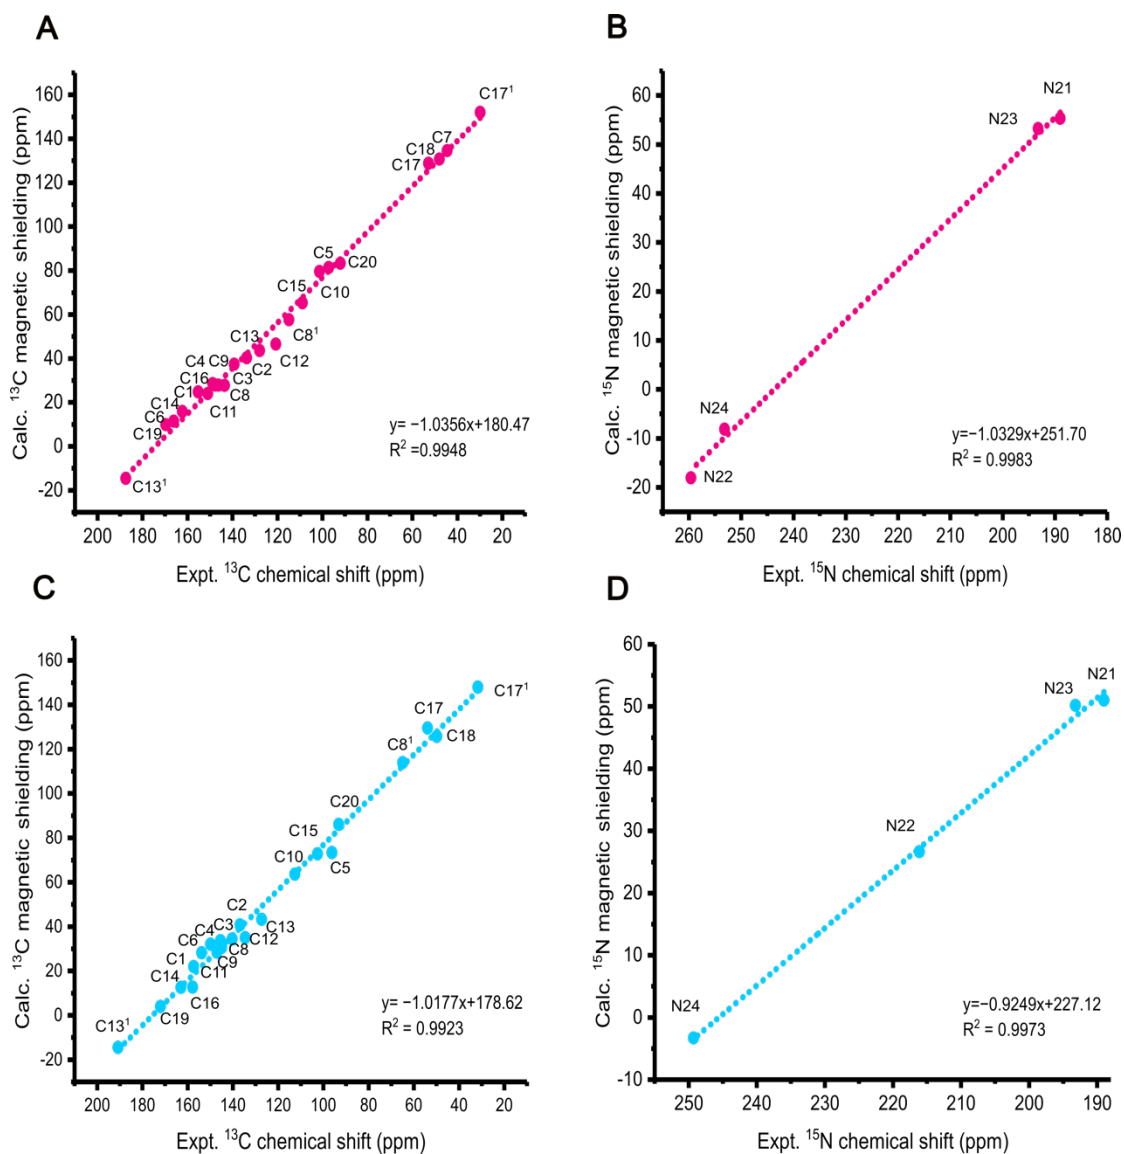 A
Calc. ¹³C magnetic shielding (ppm)
160
140
120
100
80
60
40
20
0
-20
C17¹
C7
C18
C17
C5
C20
C15
C10
C8¹
C13
C12
C4 C9
C2
C16
C3
C1
C8
C14
C11
C6
C19
C13¹
y= −1.0356x+180.47
R² =0.9948
200 180 160 140 120 100 80 60 40 20
Expt. ¹³C chemical shift (ppm)
B
Calc. ¹⁵N magnetic shielding (ppm)
60
50
40
30
20
10
0
-10
-20
N21
N23
N24
N22
y=−1.0329x+251.70
R² = 0.9983
260 250 240 230 220 210 200 190 180
Expt. ¹⁵N chemical shift (ppm)
C
Calc. ¹³C magnetic shielding (ppm)
160
140
120
100
80
60
40
20
0
-20
C17¹
C17
C18
C8¹
C20
C15
C5
C10
C2
C3
C13
C4
C12
C6
C8
C9
C1
C11
C14
C16
C19
C13¹
y= −1.0177x+178.62
R² = 0.9923
200 180 160 140 120 100 80 60 40 20
Expt. ¹³C chemical shift (ppm)
D
Calc. ¹⁵N magnetic shielding (ppm)
60
50
40
30
20
10
0
-10
N21
N23
N22
N24
y=−0.9249x+227.12
R² = 0.9973
250 240 230 220 210 200 190
Expt. ¹⁵N chemical shift (ppm)